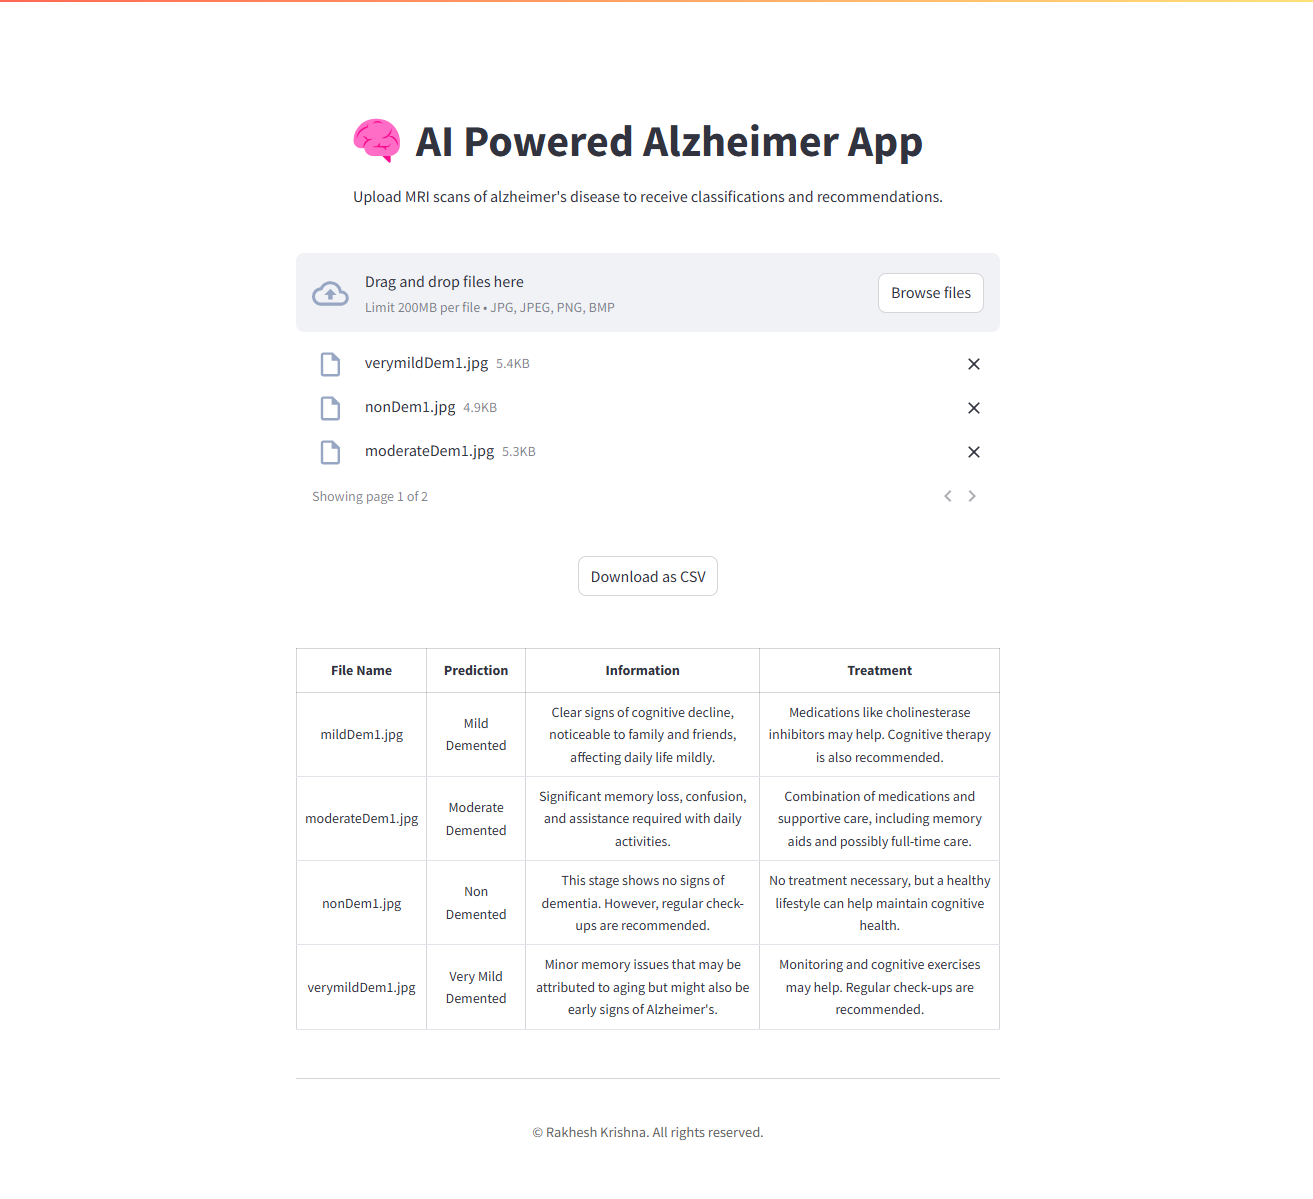 AI Powered Alzheimer App
Upload MRI scans of alzheimer's disease to receive classifications and recommendations.
Drag and drop files here
Limit 200MB per file • JPG, JPEG, PNG, BMP
Browse files
verymildDem1.jpg 5.4KB
nonDem1.jpg 4.9KB
moderateDem1.jpg 5.3KB
Showing page 1 of 2
Download as CSV
File Name Prediction Information Treatment
mildDem1.jpg
Mild
Demented
Clear signs of cognitive decline,
noticeable to family and friends,
affecting daily life mildly.
Medications like cholinesterase
inhibitors may help. Cognitive therapy
is also recommended.
moderateDem1.jpg
Moderate
Demented
Significant memory loss, confusion,
and assistance required with daily
activities.
Combination of medications and
supportive care, including memory
aids and possibly full-time care.
nonDem1.jpg
Non
Demented
This stage shows no signs of
dementia. However, regular check-
ups are recommended.
No treatment necessary, but a healthy
lifestyle can help maintain cognitive
health.
verymildDem1.jpg
Very Mild
Demented
Minor memory issues that may be
attributed to aging but might also be
early signs of Alzheimer's.
Monitoring and cognitive exercises
may help. Regular check-ups are
recommended.
© Rakhesh Krishna. All rights reserved.